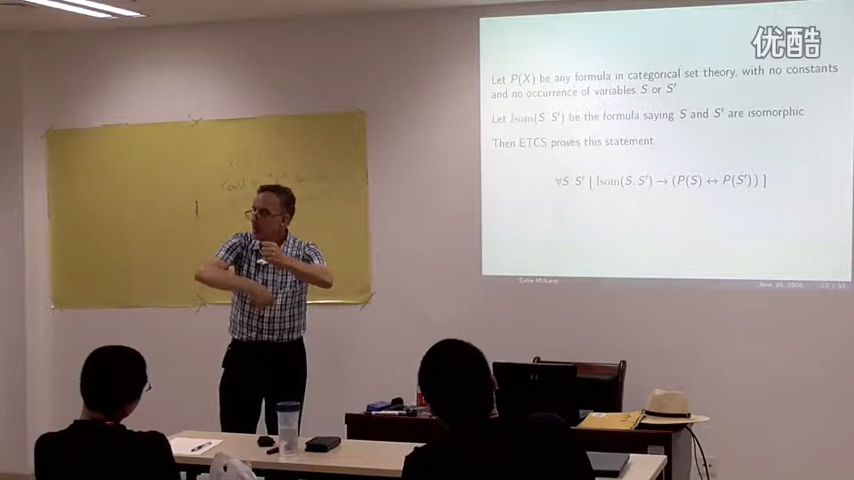 优酷
Let P(X) be any formula in categorical set theory, with no constants
and no occurrence of variables S or S′
Let Isom(S S′) be the formula saying S and S′ are isomorphic
Then ETCS proves this statement
∀S S′ [ Isom(S, S′) → (P(S) ↔ P(S′)) ]
Colin McLarty